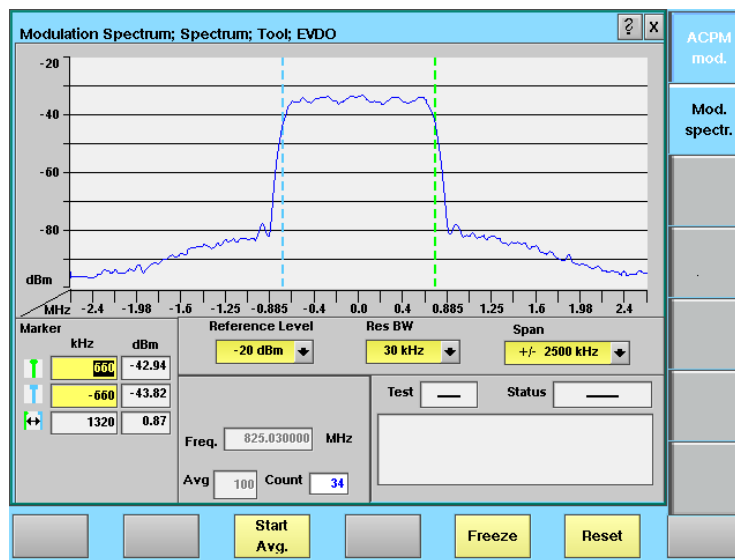 Modulation Spectrum; Spectrum; Tool; EVDO
? X
ACPM
mod.
Mod.
spectr.
-20
-40
-60
-80
dBm
MHz -2.4 -1.98 -1.6 -1.25 -0.885 -0.4 0.0 0.4 0.885 1.25 1.6 1.98 2.4
Marker
kHz dBm
660 -42.94
-660 -43.82
1320 0.87
Reference Level Res BW Span
-20 dBm 30 kHz +/- 2500 kHz
Freq. 825.030000 MHz
Avg 100 Count 34
Test — Status —
Start
Avg.
Freeze
Reset